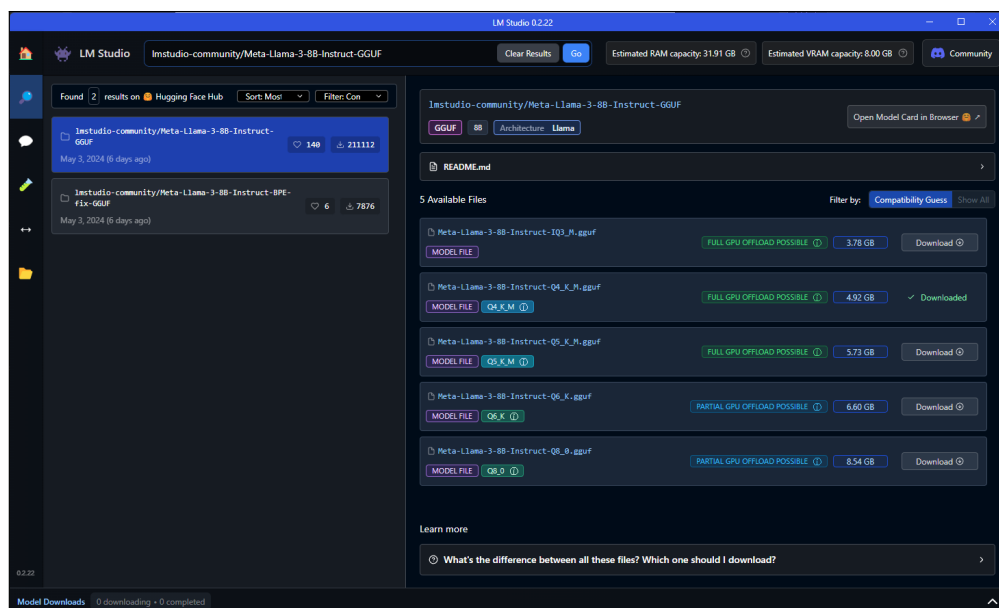 LM Studio 0.2.22
LM Studio
lmstudio-community/Meta-Llama-3-8B-Instruct-GGUF
Clear Results
Go
Estimated RAM capacity: 31.91 GB
Estimated VRAM capacity: 8.00 GB
Community
Found 2 results on 🤗 Hugging Face Hub
Sort: Most
Filter: Con
lmstudio-community/Meta-Llama-3-8B-Instruct-
GGUF
140
211112
May 3, 2024 (6 days ago)
lmstudio-community/Meta-Llama-3-8B-Instruct-BPE-
fix-GGUF
6
7876
May 3, 2024 (6 days ago)
lmstudio-community/Meta-Llama-3-8B-Instruct-GGUF
GGUF
8B
Architecture Llama
Open Model Card in Browser 🤗 ↗
README.md
5 Available Files
Filter by:
Compatibility Guess
Show All
Meta-Llama-3-8B-Instruct-IQ3_M.gguf
MODEL FILE
FULL GPU OFFLOAD POSSIBLE
3.78 GB
Download
Meta-Llama-3-8B-Instruct-Q4_K_M.gguf
MODEL FILE
Q4_K_M
FULL GPU OFFLOAD POSSIBLE
4.92 GB
✓ Downloaded
Meta-Llama-3-8B-Instruct-Q5_K_M.gguf
MODEL FILE
Q5_K_M
FULL GPU OFFLOAD POSSIBLE
5.73 GB
Download
Meta-Llama-3-8B-Instruct-Q6_K.gguf
MODEL FILE
Q6_K
PARTIAL GPU OFFLOAD POSSIBLE
6.60 GB
Download
Meta-Llama-3-8B-Instruct-Q8_0.gguf
MODEL FILE
Q8_0
PARTIAL GPU OFFLOAD POSSIBLE
8.54 GB
Download
Learn more
What's the difference between all these files? Which one should I download?
0.2.22
Model Downloads
0 downloading • 0 completed